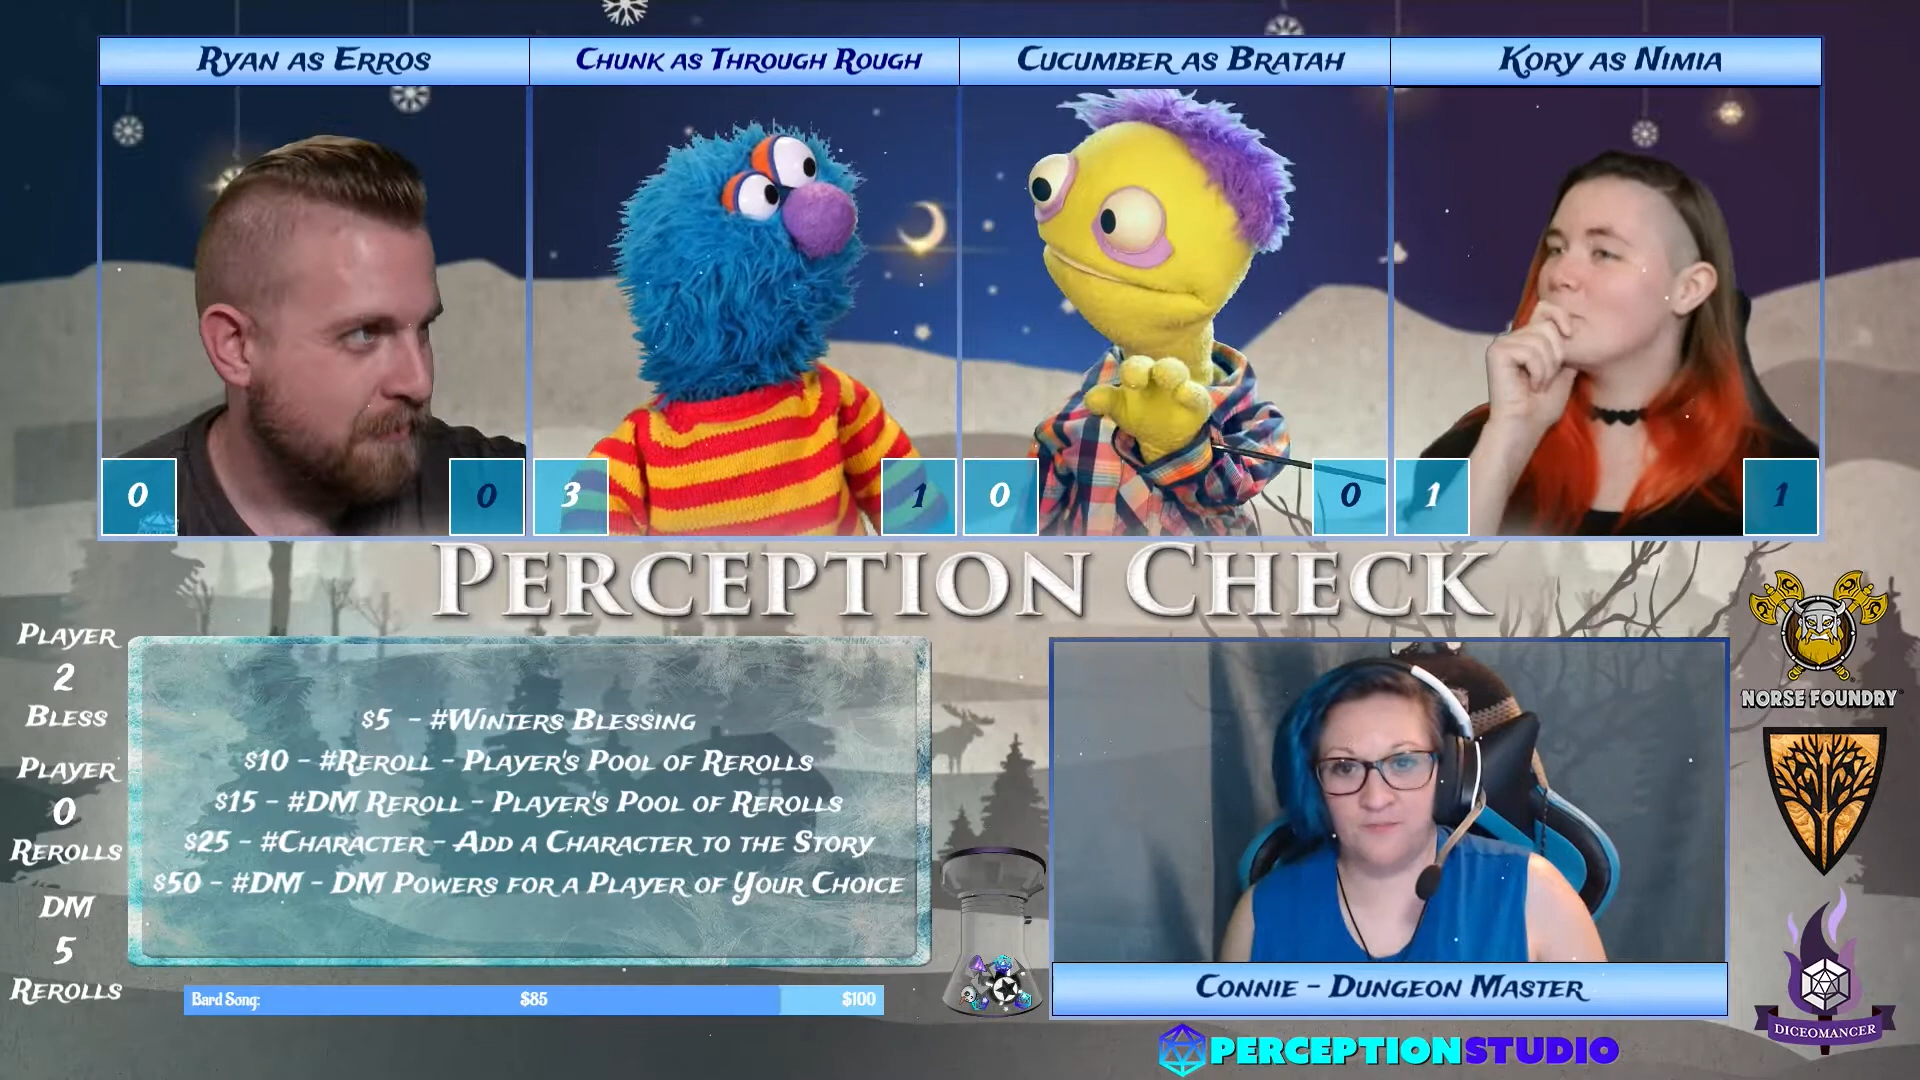 Ryan as Erros
Chunk as Through Rough
Cucumber as Bratah
Kory as Nimia
0
0
3
1
0
0
1
1
Perception Check
Player
2
Bless
Player
0
Rerolls
DM
5
Rerolls
$5 - #Winters Blessing
$10 - #Reroll - Player's Pool of Rerolls
$15 - #DM Reroll - Player's Pool of Rerolls
$25 - #Character - Add a Character to the Story
$50 - #DM - DM Powers for a Player of Your Choice
Bard Song: $85 $100
Connie - Dungeon Master
NORSE FOUNDRY
DICEOMANCER
PERCEPTION STUDIO